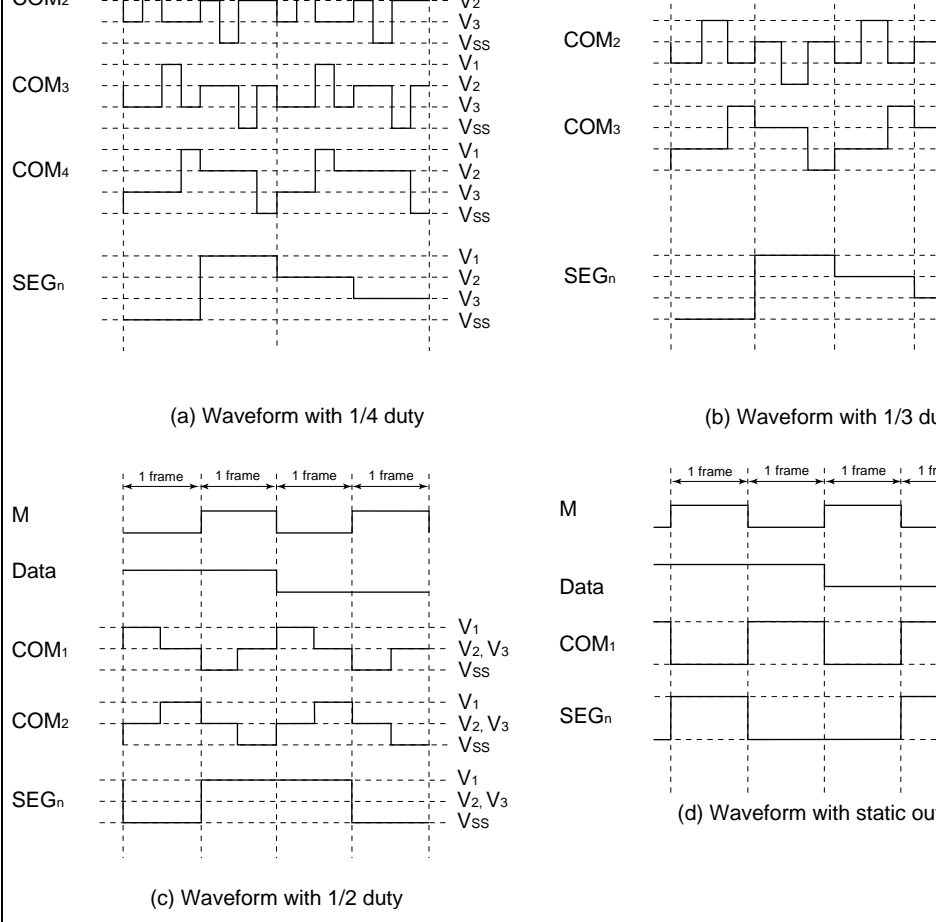 COM2
V2
V3
VSS
COM3
V1
V2
V3
VSS
COM4
V1
V2
V3
VSS
SEGn
V1
V2
V3
VSS
(a) Waveform with 1/4 duty
COM2
COM3
SEGn
(b) Waveform with 1/3 du
1 frame 1 frame 1 frame 1 frame
M
Data
COM1
V1
V2, V3
VSS
COM2
V1
V2, V3
VSS
SEGn
V1
V2, V3
VSS
(c) Waveform with 1/2 duty
1 frame 1 frame 1 frame 1 fr
M
Data
COM1
SEGn
(d) Waveform with static ou